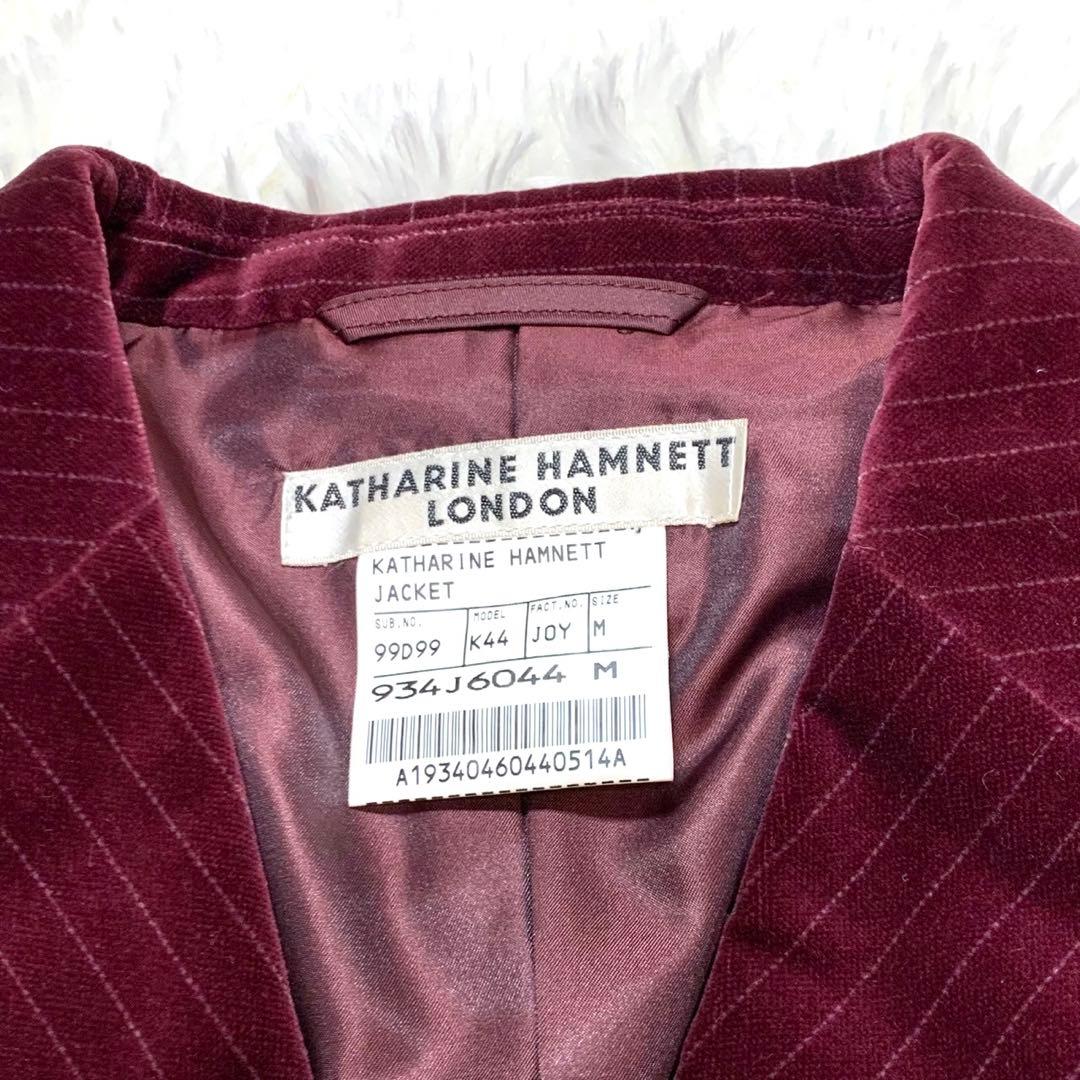 KATHARINE HAMNETT
LONDON
KATHARINE HAMNETT
JACKET
SUB.NO. MODEL FACT.NO. SIZE
99D99 K44 JOY M
934J6044 M
A19340460440514A